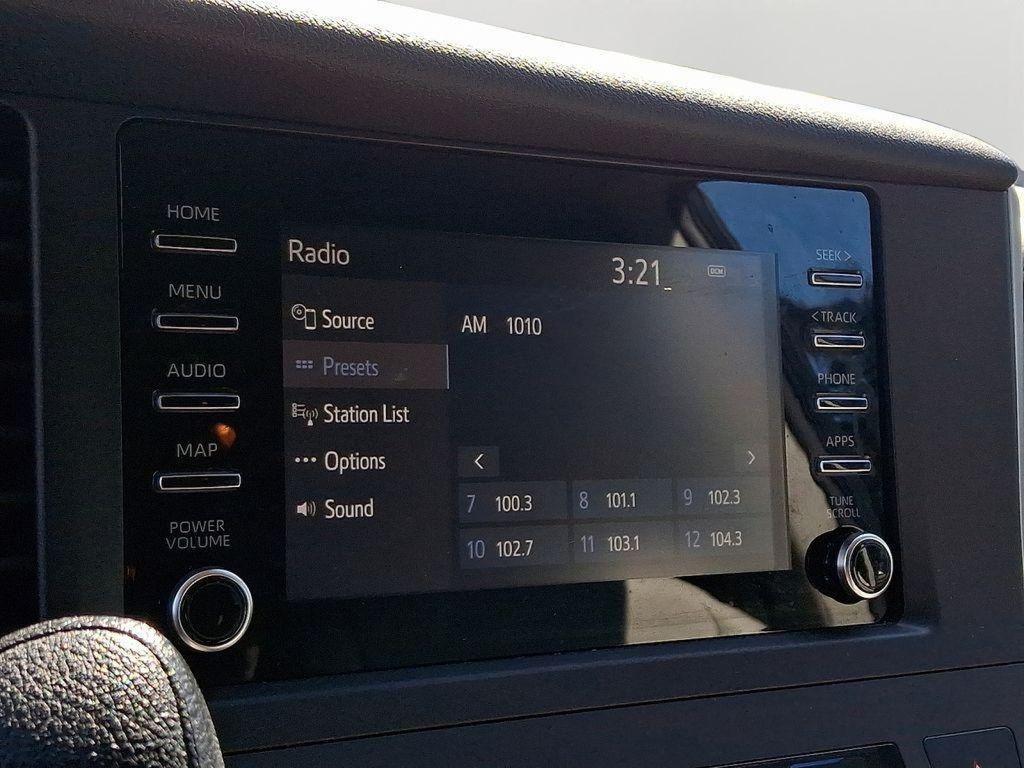 HOME
MENU
AUDIO
MAP
POWER
VOLUME
Radio
3:21
DCM
Source
Presets
Station List
Options
Sound
AM 1010
<
>
7 100.3
8 101.1
9 102.3
10 102.7
11 103.1
12 104.3
SEEK >
< TRACK
PHONE
APPS
TUNE
SCROLL